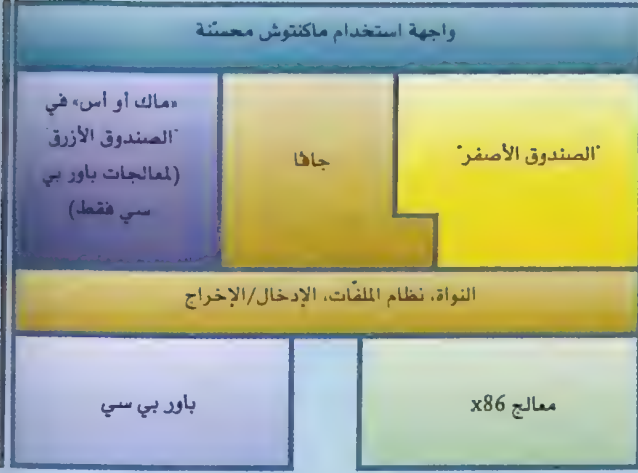 واجهة استخدام ماكنتوش محسّنة
"الصندوق الأصفر"
جاڤا
«ماك أو أس» في
"الصندوق الأزرق"
(لمعالجات باور بي
سي فقط)
النواة، نظام الملفّات، الإدخال/الإخراج
معالج x86
باور بي سي